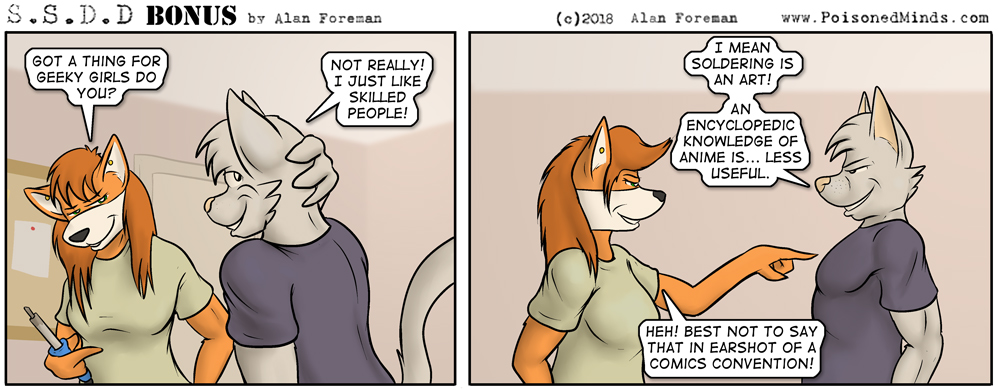 S.S.D.D BONUS by Alan Foreman (c)2018 Alan Foreman www.PoisonedMinds.com
GOT A THING FOR
GEEKY GIRLS DO
YOU?
NOT REALLY!
I JUST LIKE
SKILLED
PEOPLE!
I MEAN
SOLDERING IS
AN ART!
AN
ENCYCLOPEDIC
KNOWLEDGE OF
ANIME IS... LESS
USEFUL.
HEH! BEST NOT TO SAY
THAT IN EARSHOT OF A
COMICS CONVENTION!